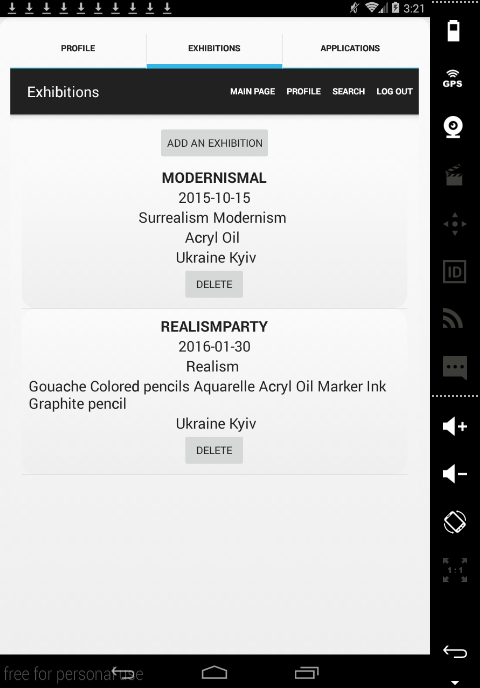 3:21
PROFILE EXHIBITIONS APPLICATIONS
Exhibitions MAIN PAGE PROFILE SEARCH LOG OUT
ADD AN EXHIBITION
MODERNISMAL
2015-10-15
Surrealism Modernism
Acryl Oil
Ukraine Kyiv
DELETE
REALISMPARTY
2016-01-30
Realism
Gouache Colored pencils Aquarelle Acryl Oil Marker Ink
Graphite pencil
Ukraine Kyiv
DELETE
free for personal use
GPS
ID
1:1